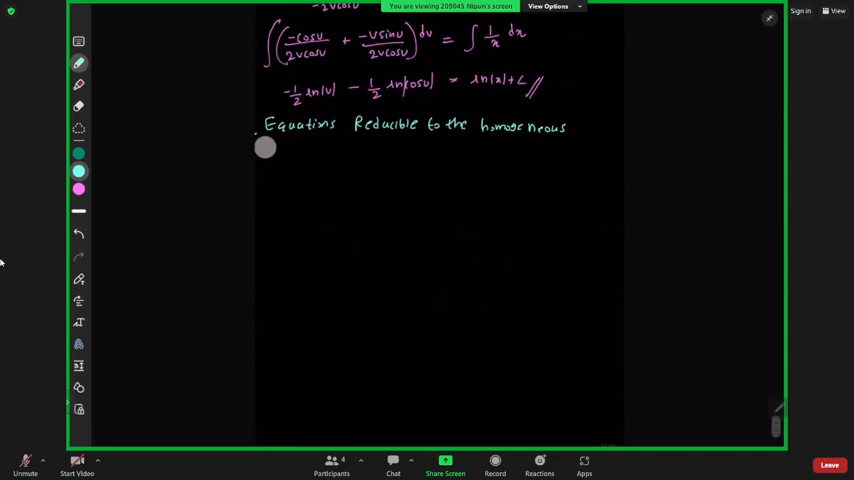 You are viewing 209045 Nipun's screen
View Options
Sign in
View
-2vcosv
∫(-cosv/2vcosv + -vsinv/2vcosv)dv = ∫ 1/x dx
-1/2 ln|v| - 1/2 ln|cosv| = ln|x|+c //
Equations Reducible to the homogeneous
Unmute
Start Video
Participants
4
Chat
Share Screen
Record
Reactions
Apps
Leave